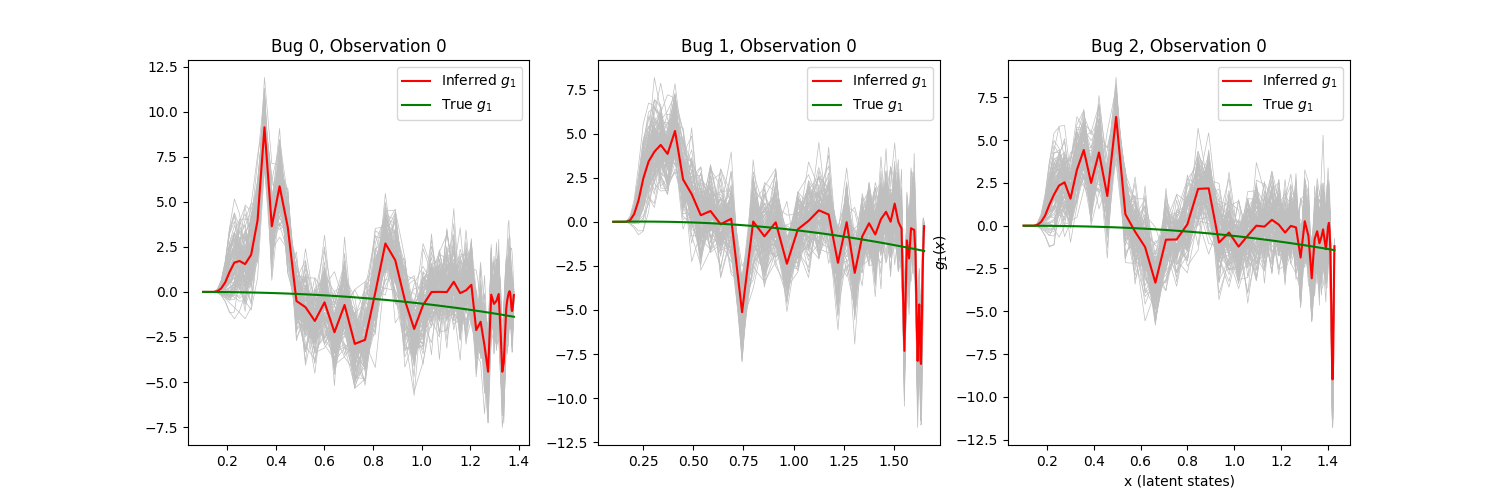 Bug 0, Observation 0
12.5
10.0
7.5
5.0
2.5
0.0
−2.5
−5.0
−7.5
0.2 0.4 0.6 0.8 1.0 1.2 1.4
Inferred g₁
True g₁
Bug 1, Observation 0
7.5
5.0
2.5
0.0
−2.5
−5.0
−7.5
−10.0
−12.5
0.25 0.50 0.75 1.00 1.25 1.50
Inferred g₁
True g₁
Bug 2, Observation 0
g₁(x)
7.5
5.0
2.5
0.0
−2.5
−5.0
−7.5
−10.0
−12.5
0.2 0.4 0.6 0.8 1.0 1.2 1.4
x (latent states)
Inferred g₁
True g₁